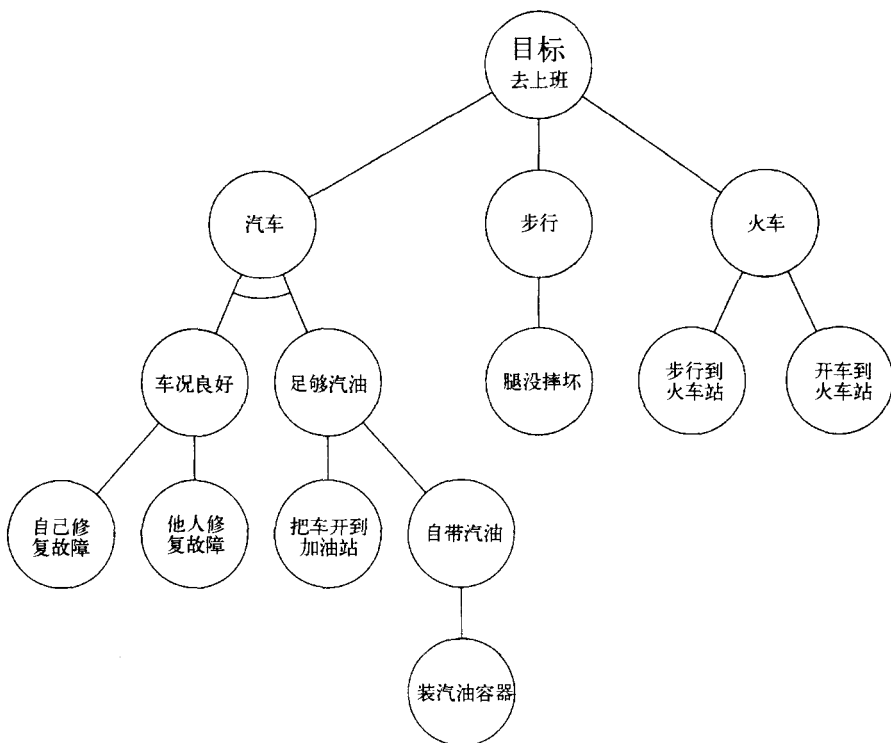 目标
去上班
汽车
步行
火车
车况良好
足够汽油
腿没摔坏
步行到
火车站
开车到
火车站
自己修
复故障
他人修
复故障
把车开到
加油站
自带汽油
装汽油容器